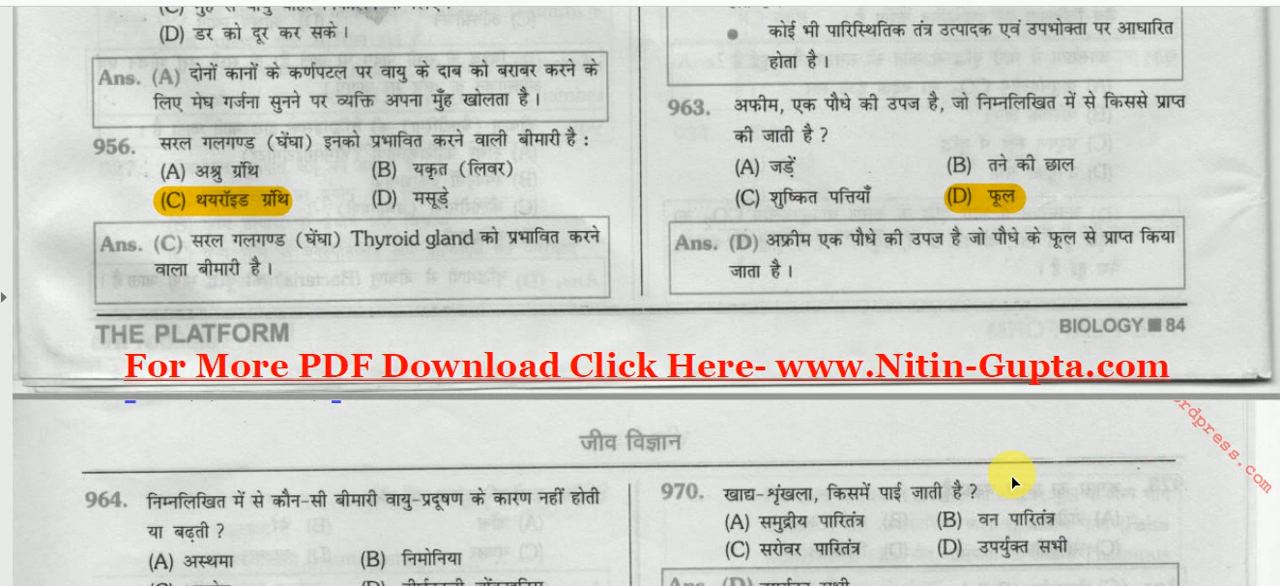 (D) डर को दूर कर सके।
Ans. (A) दोनों कानों के कर्णपटल पर वायु के दाब को बराबर करने के
लिए मेघ गर्जना सुनने पर व्यक्ति अपना मुँह खोलता है।
956. सरल गलगण्ड (घेंघा) इनको प्रभावित करने वाली बीमारी है :
(A) अश्रु ग्रंथि (B) यकृत (लिवर)
(C) थयरॉइड ग्रंथि (D) मसूड़े
Ans. (C) सरल गलगण्ड (घेंघा) Thyroid gland को प्रभावित करने
वाला बीमारी है।
• कोई भी पारिस्थितिक तंत्र उत्पादक एवं उपभोक्ता पर आधारित
होता है।
963. अफीम, एक पौधे की उपज है, जो निम्नलिखित में से किससे प्राप्त
की जाती है ?
(A) जड़ें (B) तने की छाल
(C) शुष्कित पत्तियाँ (D) फूल
Ans. (D) अफ्रीम एक पौधे की उपज है जो पौधे के फूल से प्राप्त किया
जाता है।
THE PLATFORM BIOLOGY ■ 84
For More PDF Download Click Here- www.Nitin-Gupta.com
जीव विज्ञान
964. निम्नलिखित में से कौन-सी बीमारी वायु-प्रदूषण के कारण नहीं होती
या बढ़ती ?
(A) अस्थमा (B) निमोनिया
970. खाद्य-शृंखला, किसमें पाई जाती है ?
(A) समुद्रीय पारितंत्र (B) वन पारितंत्र
(C) सरोवर पारितंत्र (D) उपर्युक्त सभी
Ans. (D)
rdpress.com